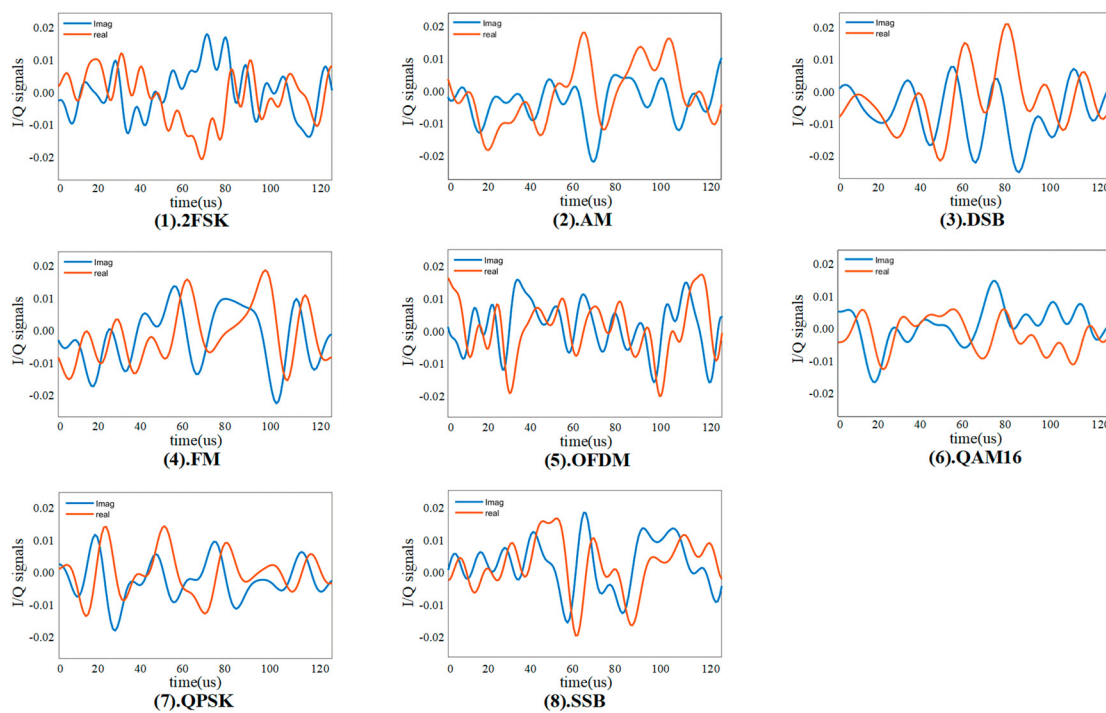 I/Q signals
0.02
0.01
0.00
-0.01
-0.02
Imag
real
0 20 40 60 80 100 120
time(us)
(1).2FSK
I/Q signals
0.02
0.01
0.00
-0.01
-0.02
Imag
real
0 20 40 60 80 100 120
time(us)
(2).AM
I/Q signals
0.02
0.01
0.00
-0.01
-0.02
Imag
real
0 20 40 60 80 100 120
time(us)
(3).DSB
I/Q signals
0.02
0.01
0.00
-0.01
-0.02
Imag
real
0 20 40 60 80 100 120
time(us)
(4).FM
I/Q signals
0.02
0.01
0.00
-0.01
-0.02
Imag
real
0 20 40 60 80 100 120
time(us)
(5).OFDM
I/Q signals
0.02
0.01
0.00
-0.01
-0.02
Imag
real
0 20 40 60 80 100 120
time(us)
(6).QAM16
I/Q signals
0.02
0.01
0.00
-0.01
-0.02
Imag
real
0 20 40 60 80 100 120
time(us)
(7).QPSK
I/Q signals
0.02
0.01
0.00
-0.01
-0.02
Imag
real
0 20 40 60 80 100 120
time(us)
(8).SSB